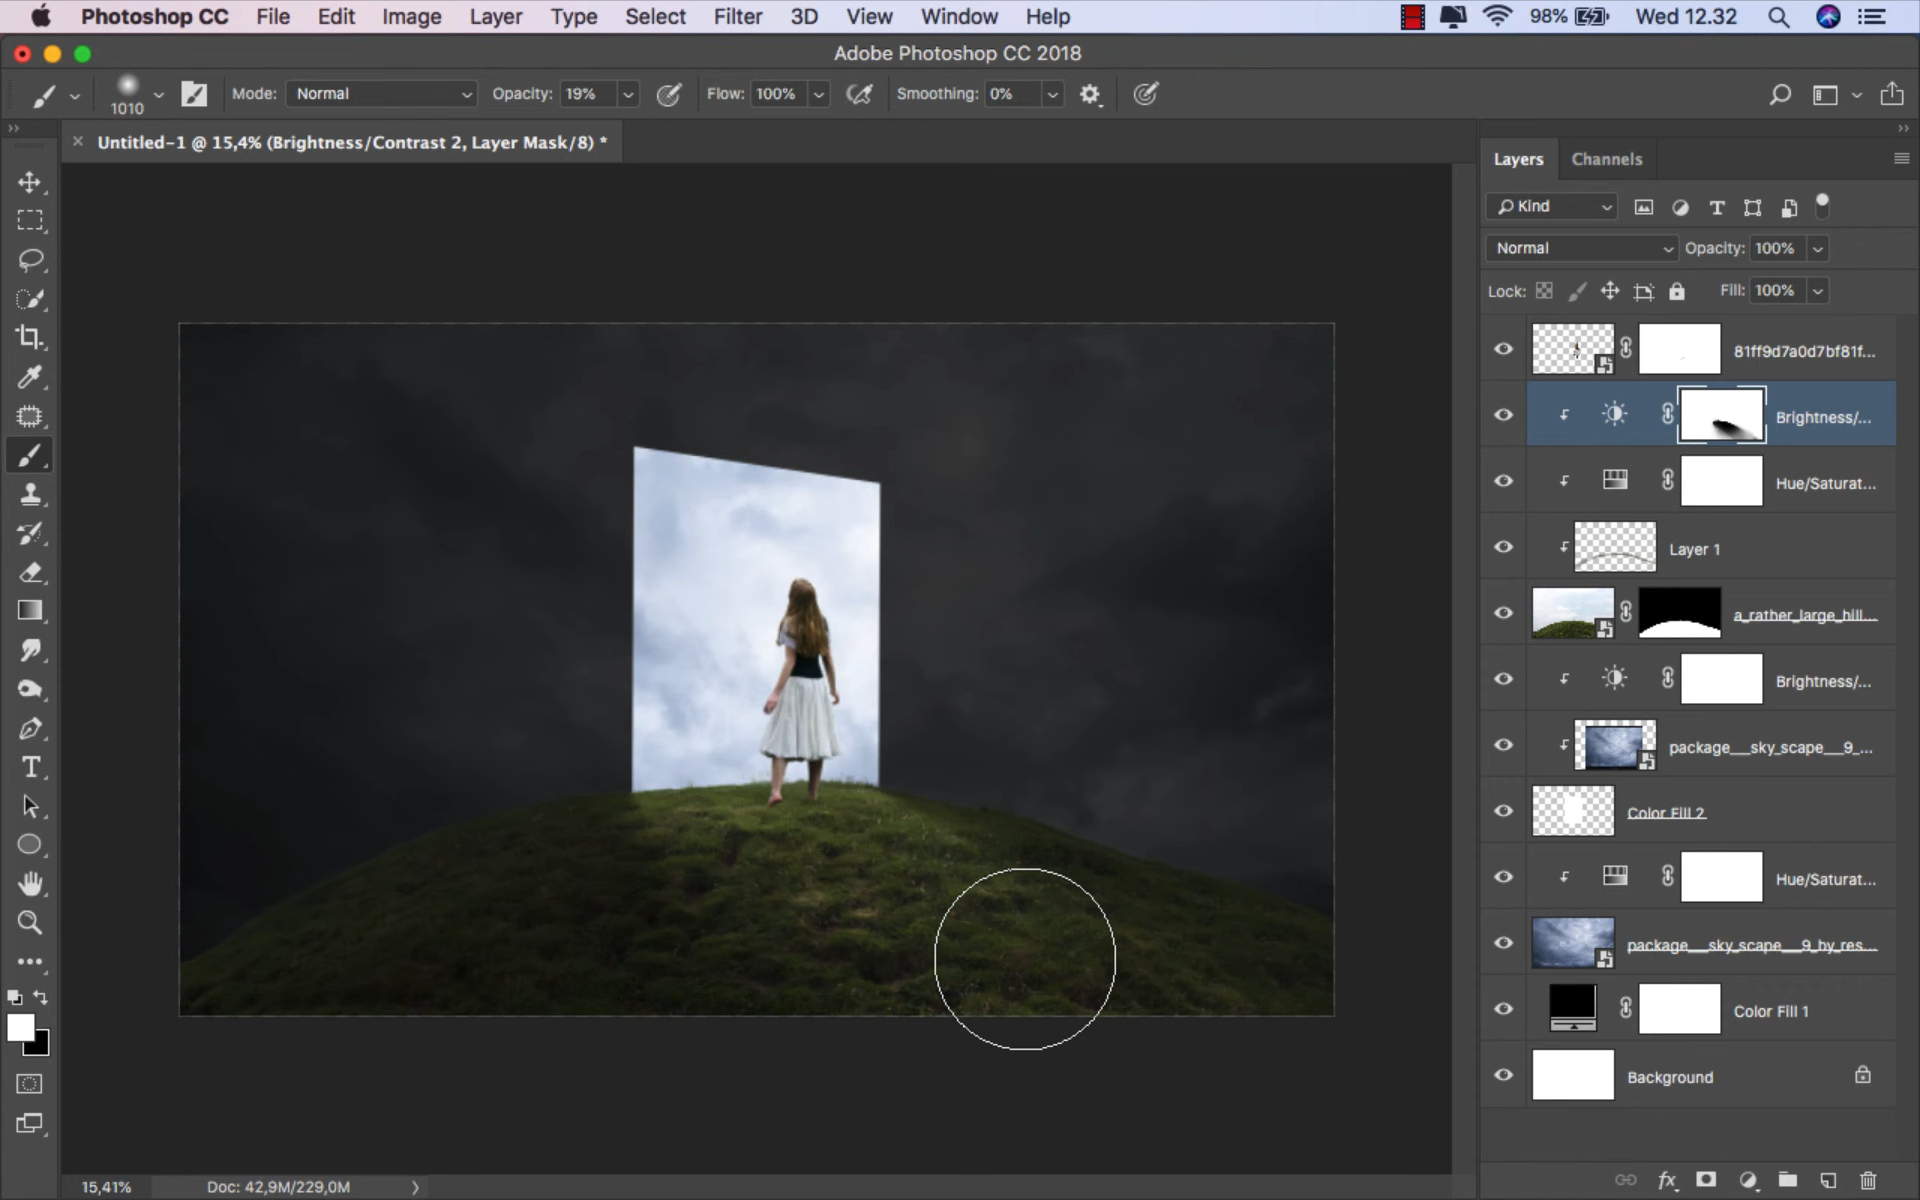 Photoshop CC File Edit Image Layer Type Select Filter 3D View Window Help 98% Wed 12.32
Adobe Photoshop CC 2018
1010 Mode: Normal Opacity: 19% Flow: 100% Smoothing: 0%
Untitled-1 @ 15,4% (Brightness/Contrast 2, Layer Mask/8) *
Layers Channels
Kind
Normal Opacity: 100%
Lock: Fill: 100%
81ff9d7a0d7bf81f...
Brightness/...
Hue/Saturat...
Layer 1
a_rather_large_hill...
Brightness/...
package__sky_scape__9_...
Color Fill 2
Hue/Saturat...
package__sky_scape__9_by_res...
Color Fill 1
Background
15,41% Doc: 42,9M/229,0M